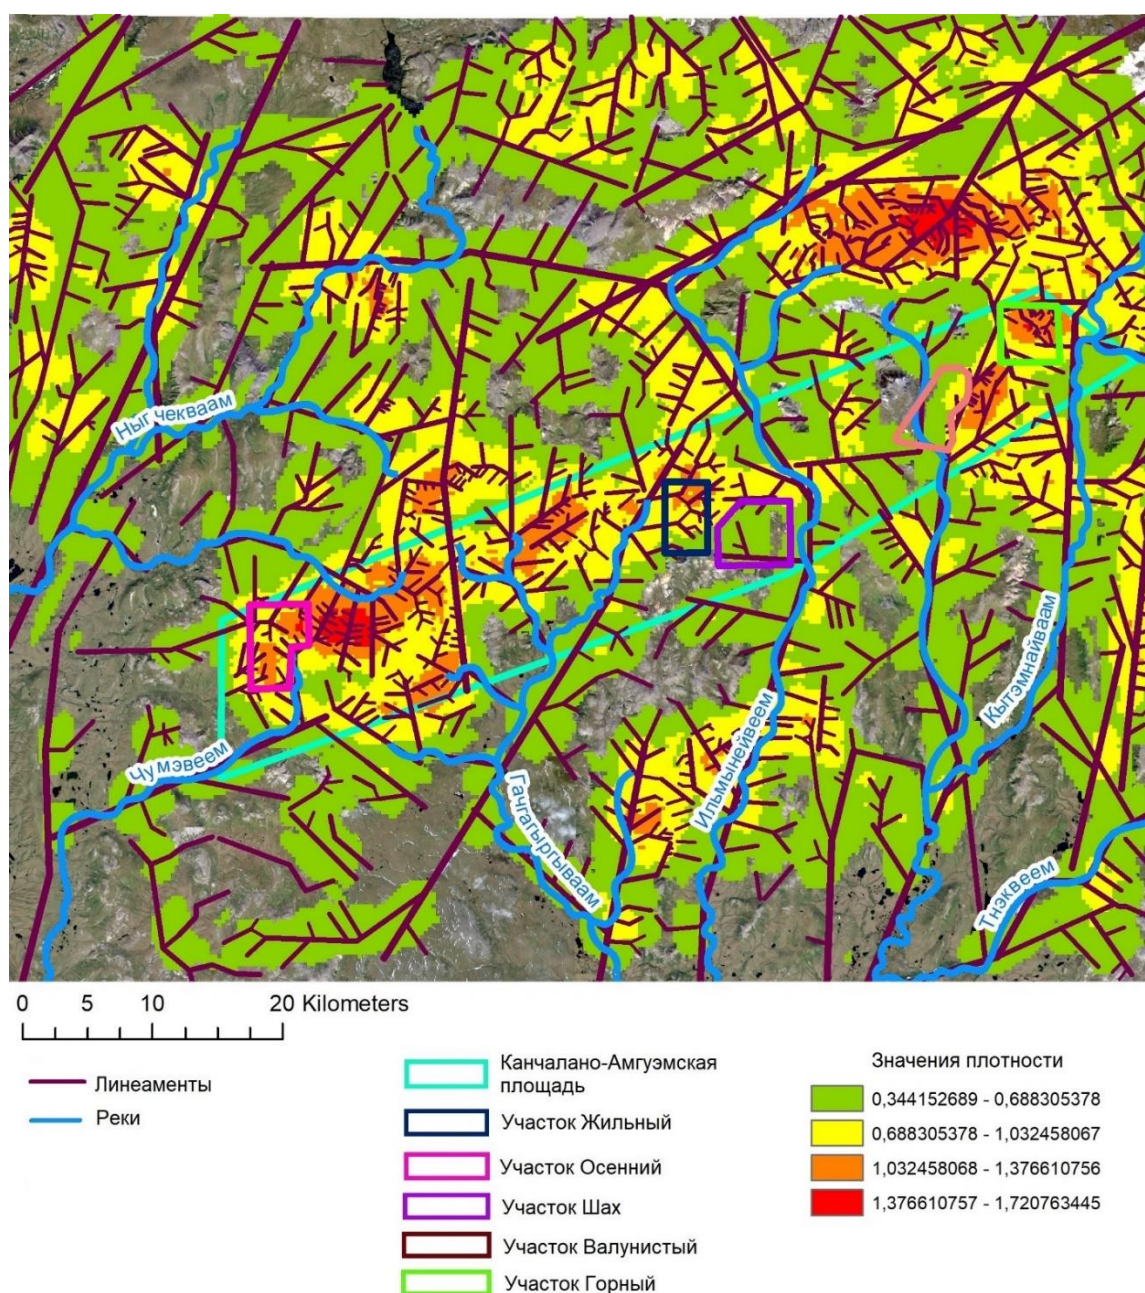 Ныгчекваам
Чумэвеем
Гачгатыргываам
Ильмынейвеем
Кытэмнайваам
Тнэквеем
0 5 10 20 Kilometers
Линеаменты
Реки
Канчалано-Амгуэмская
площадь
Участок Жильный
Участок Осенний
Участок Шах
Участок Валунистый
Участок Горный
Значения плотности
0,344152689 - 0,688305378
0,688305378 - 1,032458067
1,032458068 - 1,376610756
1,376610757 - 1,720763445